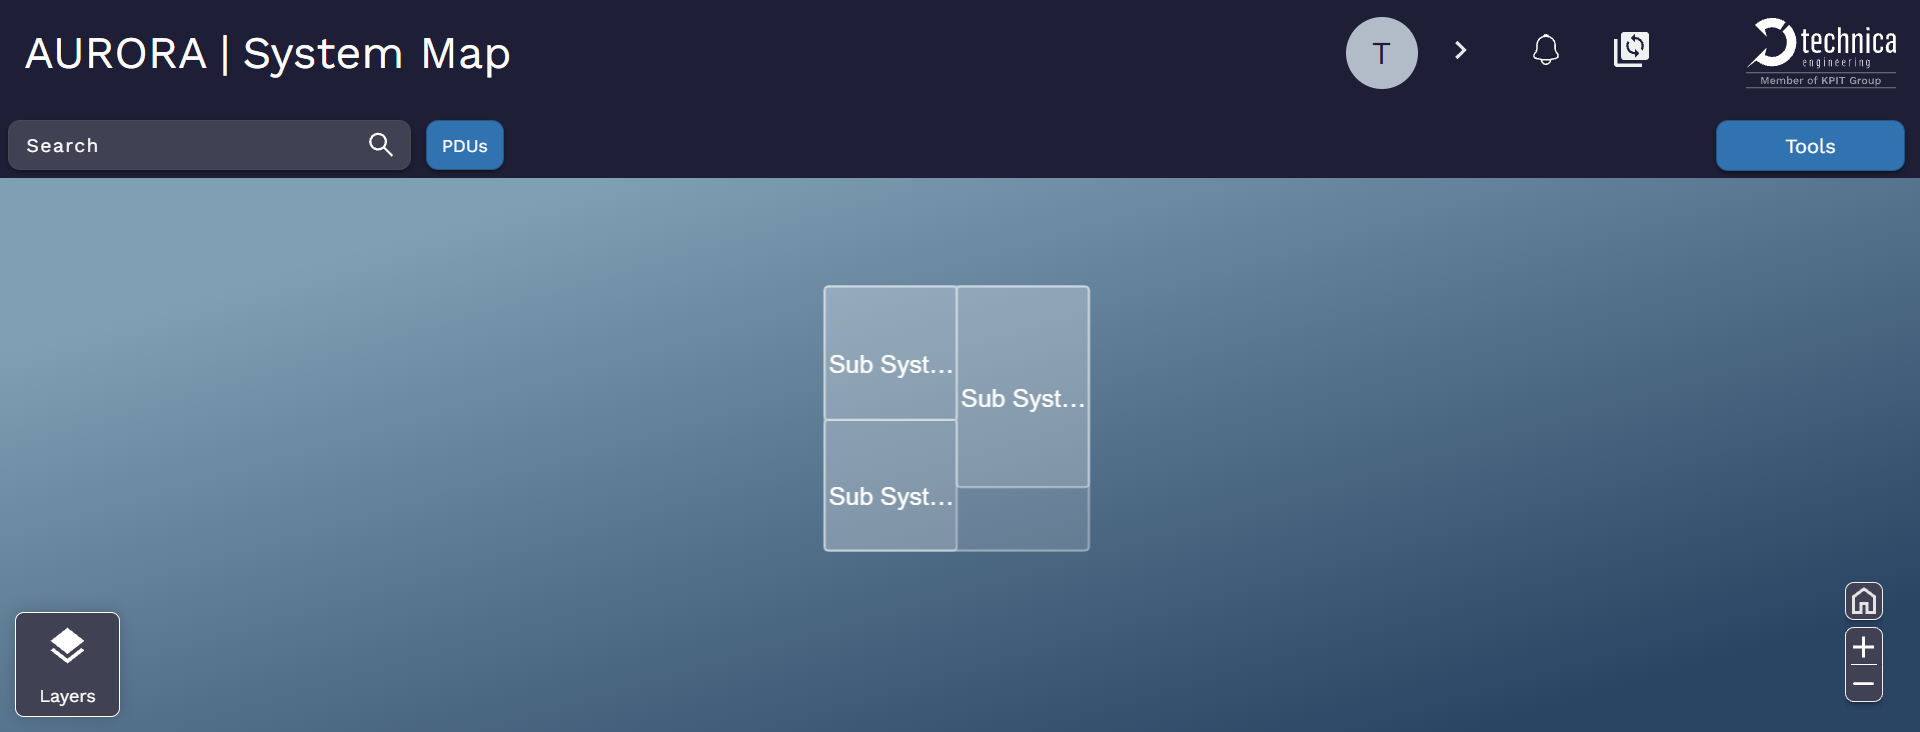 AURORA | System Map
T
technica
engineering
Member of KPIT Group
Search
PDUs
Tools
Sub Syst...
Sub Syst...
Sub Syst...
Layers